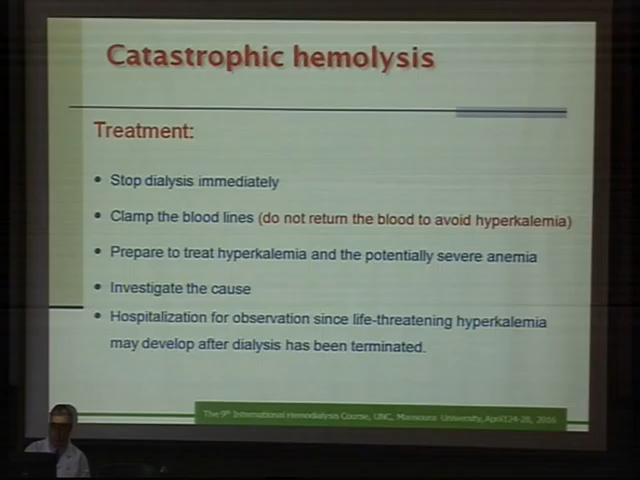 Catastrophic hemolysis
Treatment:
• Stop dialysis immediately
• Clamp the blood lines (do not return the blood to avoid hyperkalemia)
• Prepare to treat hyperkalemia and the potentially severe anemia
• Investigate the cause
• Hospitalization for observation since life-threatening hyperkalemia
may develop after dialysis has been terminated.
The 9th International Hemodialysis Course, UNC, Mansoura University, April 24-28, 2016